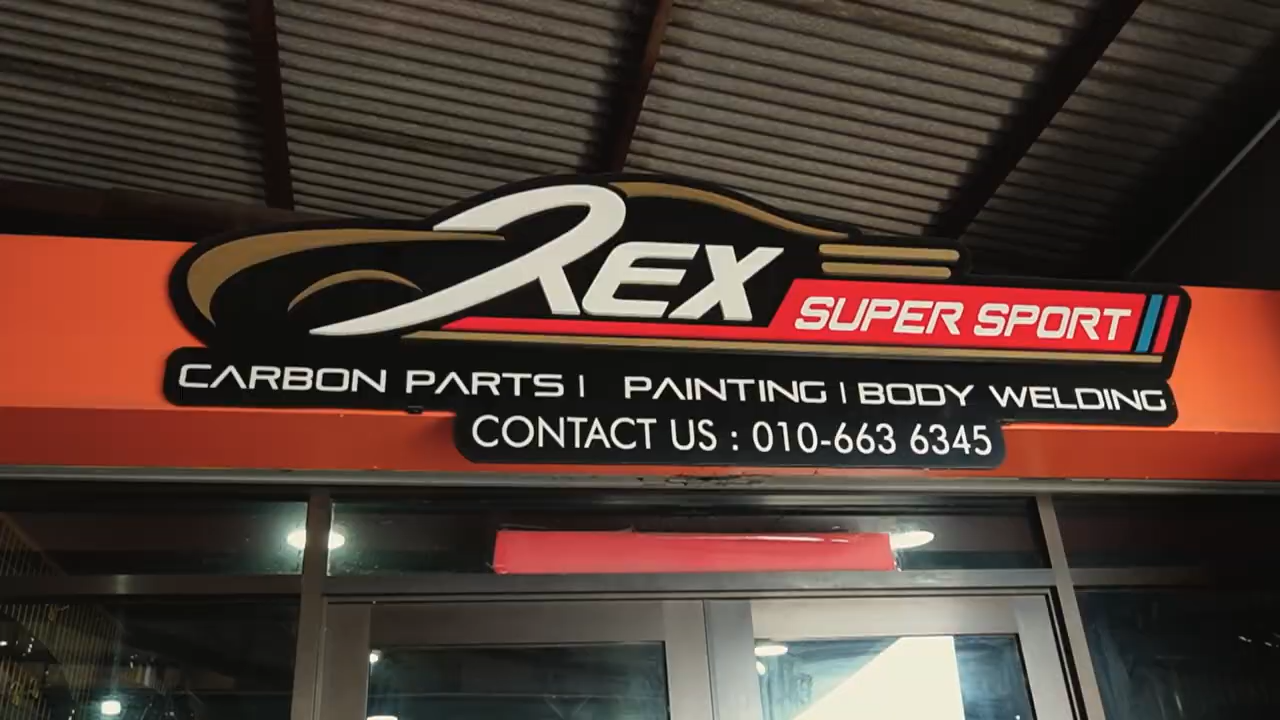 REX
SUPER SPORT
CARBON PARTS | PAINTING | BODY WELDING
CONTACT US : 010-663 6345